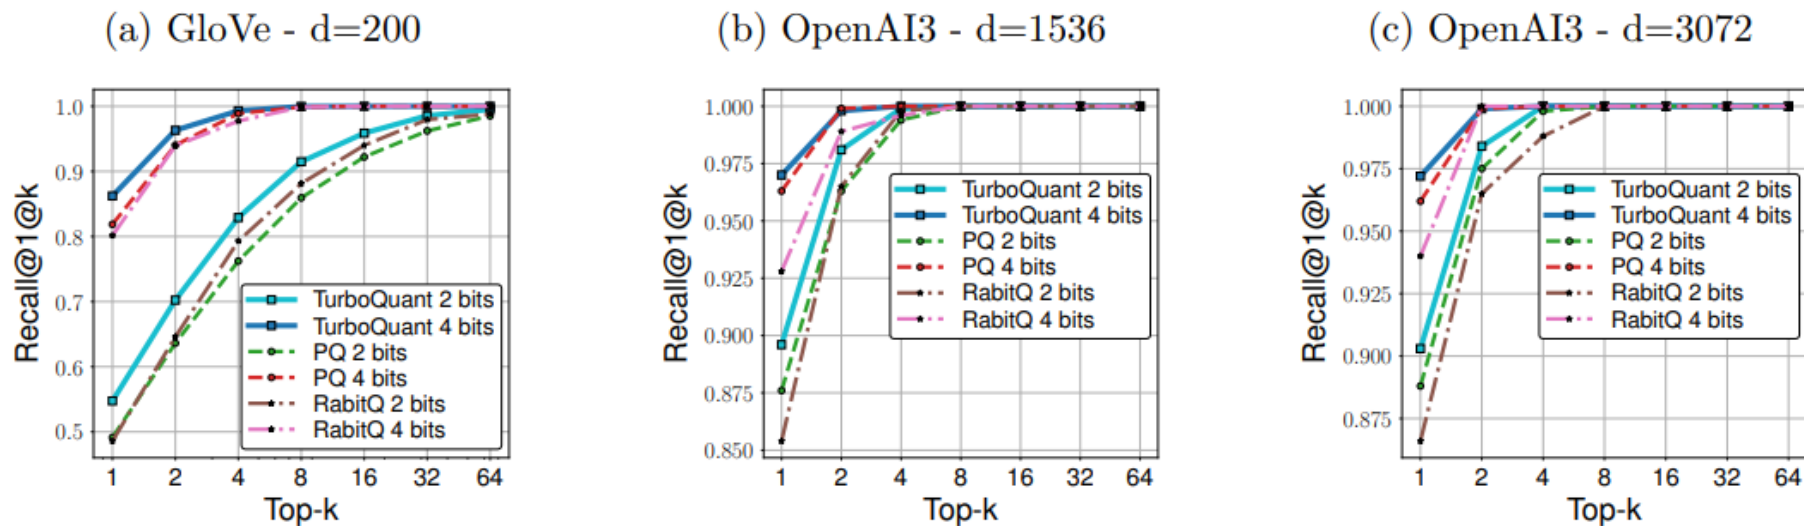 (a) GloVe - d=200
1.0
0.9
0.8
0.7
0.6
0.5
Recall@1@k
TurboQuant 2 bits
TurboQuant 4 bits
PQ 2 bits
PQ 4 bits
RabitQ 2 bits
RabitQ 4 bits
1 2 4 8 16 32 64
Top-k
(b) OpenAI3 - d=1536
1.000
0.975
0.950
0.925
0.900
0.875
0.850
Recall@1@k
TurboQuant 2 bits
TurboQuant 4 bits
PQ 2 bits
PQ 4 bits
RabitQ 2 bits
RabitQ 4 bits
1 2 4 8 16 32 64
Top-k
(c) OpenAI3 - d=3072
1.000
0.975
0.950
0.925
0.900
0.875
Recall@1@k
TurboQuant 2 bits
TurboQuant 4 bits
PQ 2 bits
PQ 4 bits
RabitQ 2 bits
RabitQ 4 bits
1 2 4 8 16 32 64
Top-k